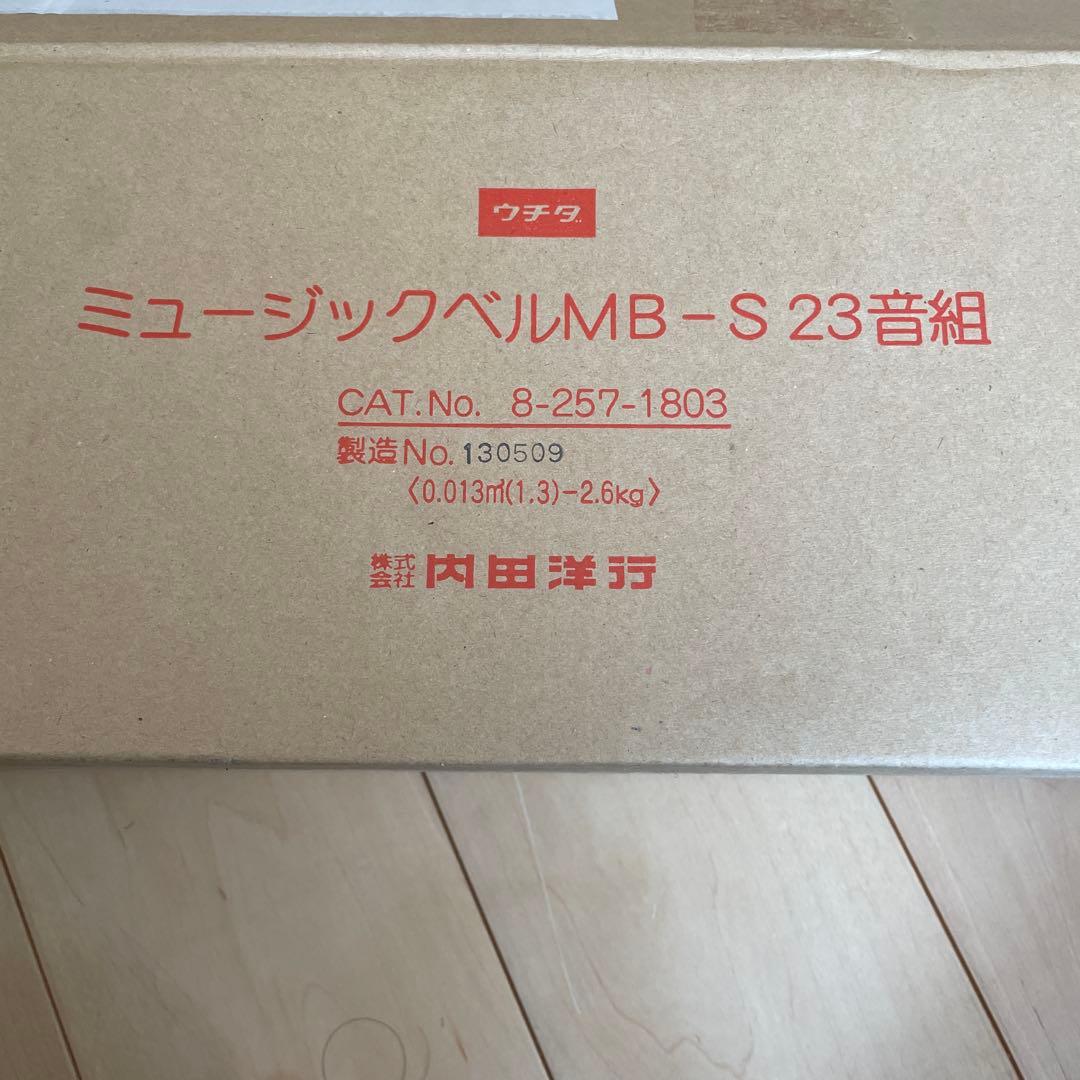 ウチダ
ミュージックベルMB-S 23音組
CAT.No. 8-257-1803
製造No. 130509
〈0.013㎥(1.3)-2.6kg〉
株式会社 内田洋行